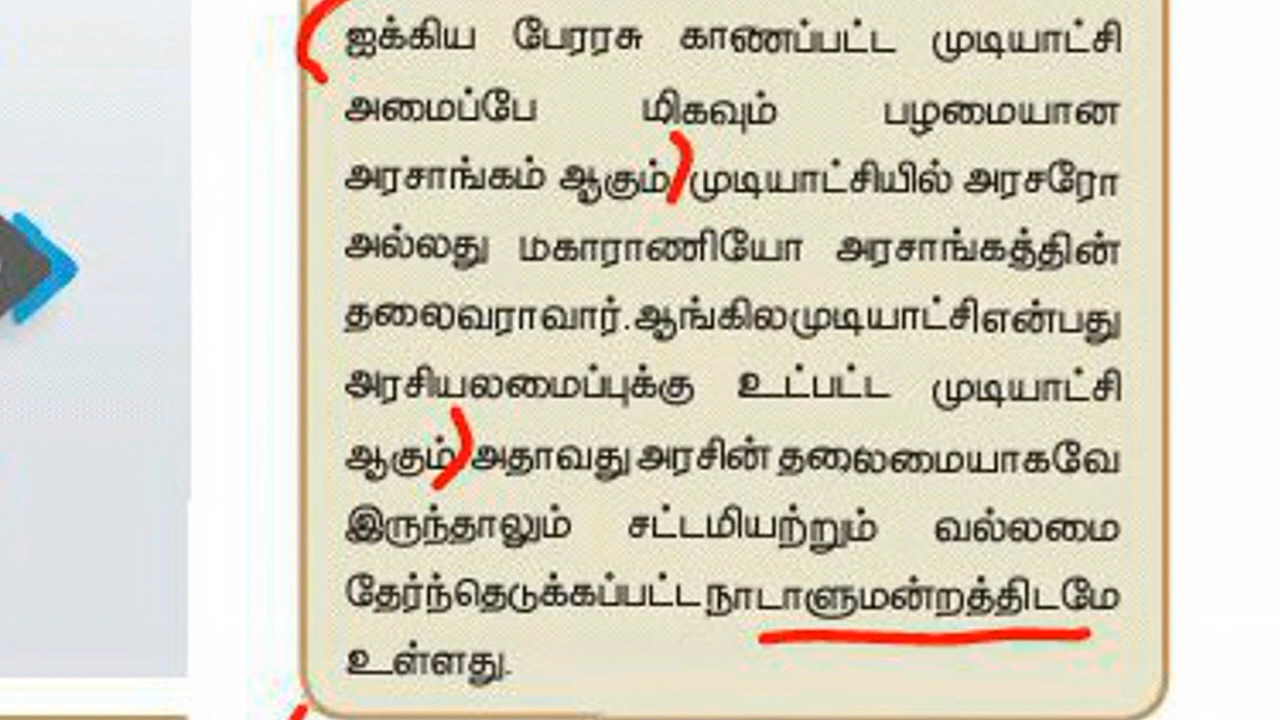 ஐக்கிய பேரரசு காணப்பட்ட முடியாட்சி
அமைப்பே மிகவும் பழமையான
அரசாங்கம் ஆகும் முடியாட்சியில் அரசரோ
அல்லது மகாராணியோ அரசாங்கத்தின்
தலைவராவார். ஆங்கில முடியாட்சி என்பது
அரசியலமைப்புக்கு உட்பட்ட முடியாட்சி
ஆகும் அதாவது அரசின் தலைமையாகவே
இருந்தாலும் சட்டமியற்றும் வல்லமை
தேர்ந்தெடுக்கப்பட்ட நாடாளுமன்றத்திடமே
உள்ளது.